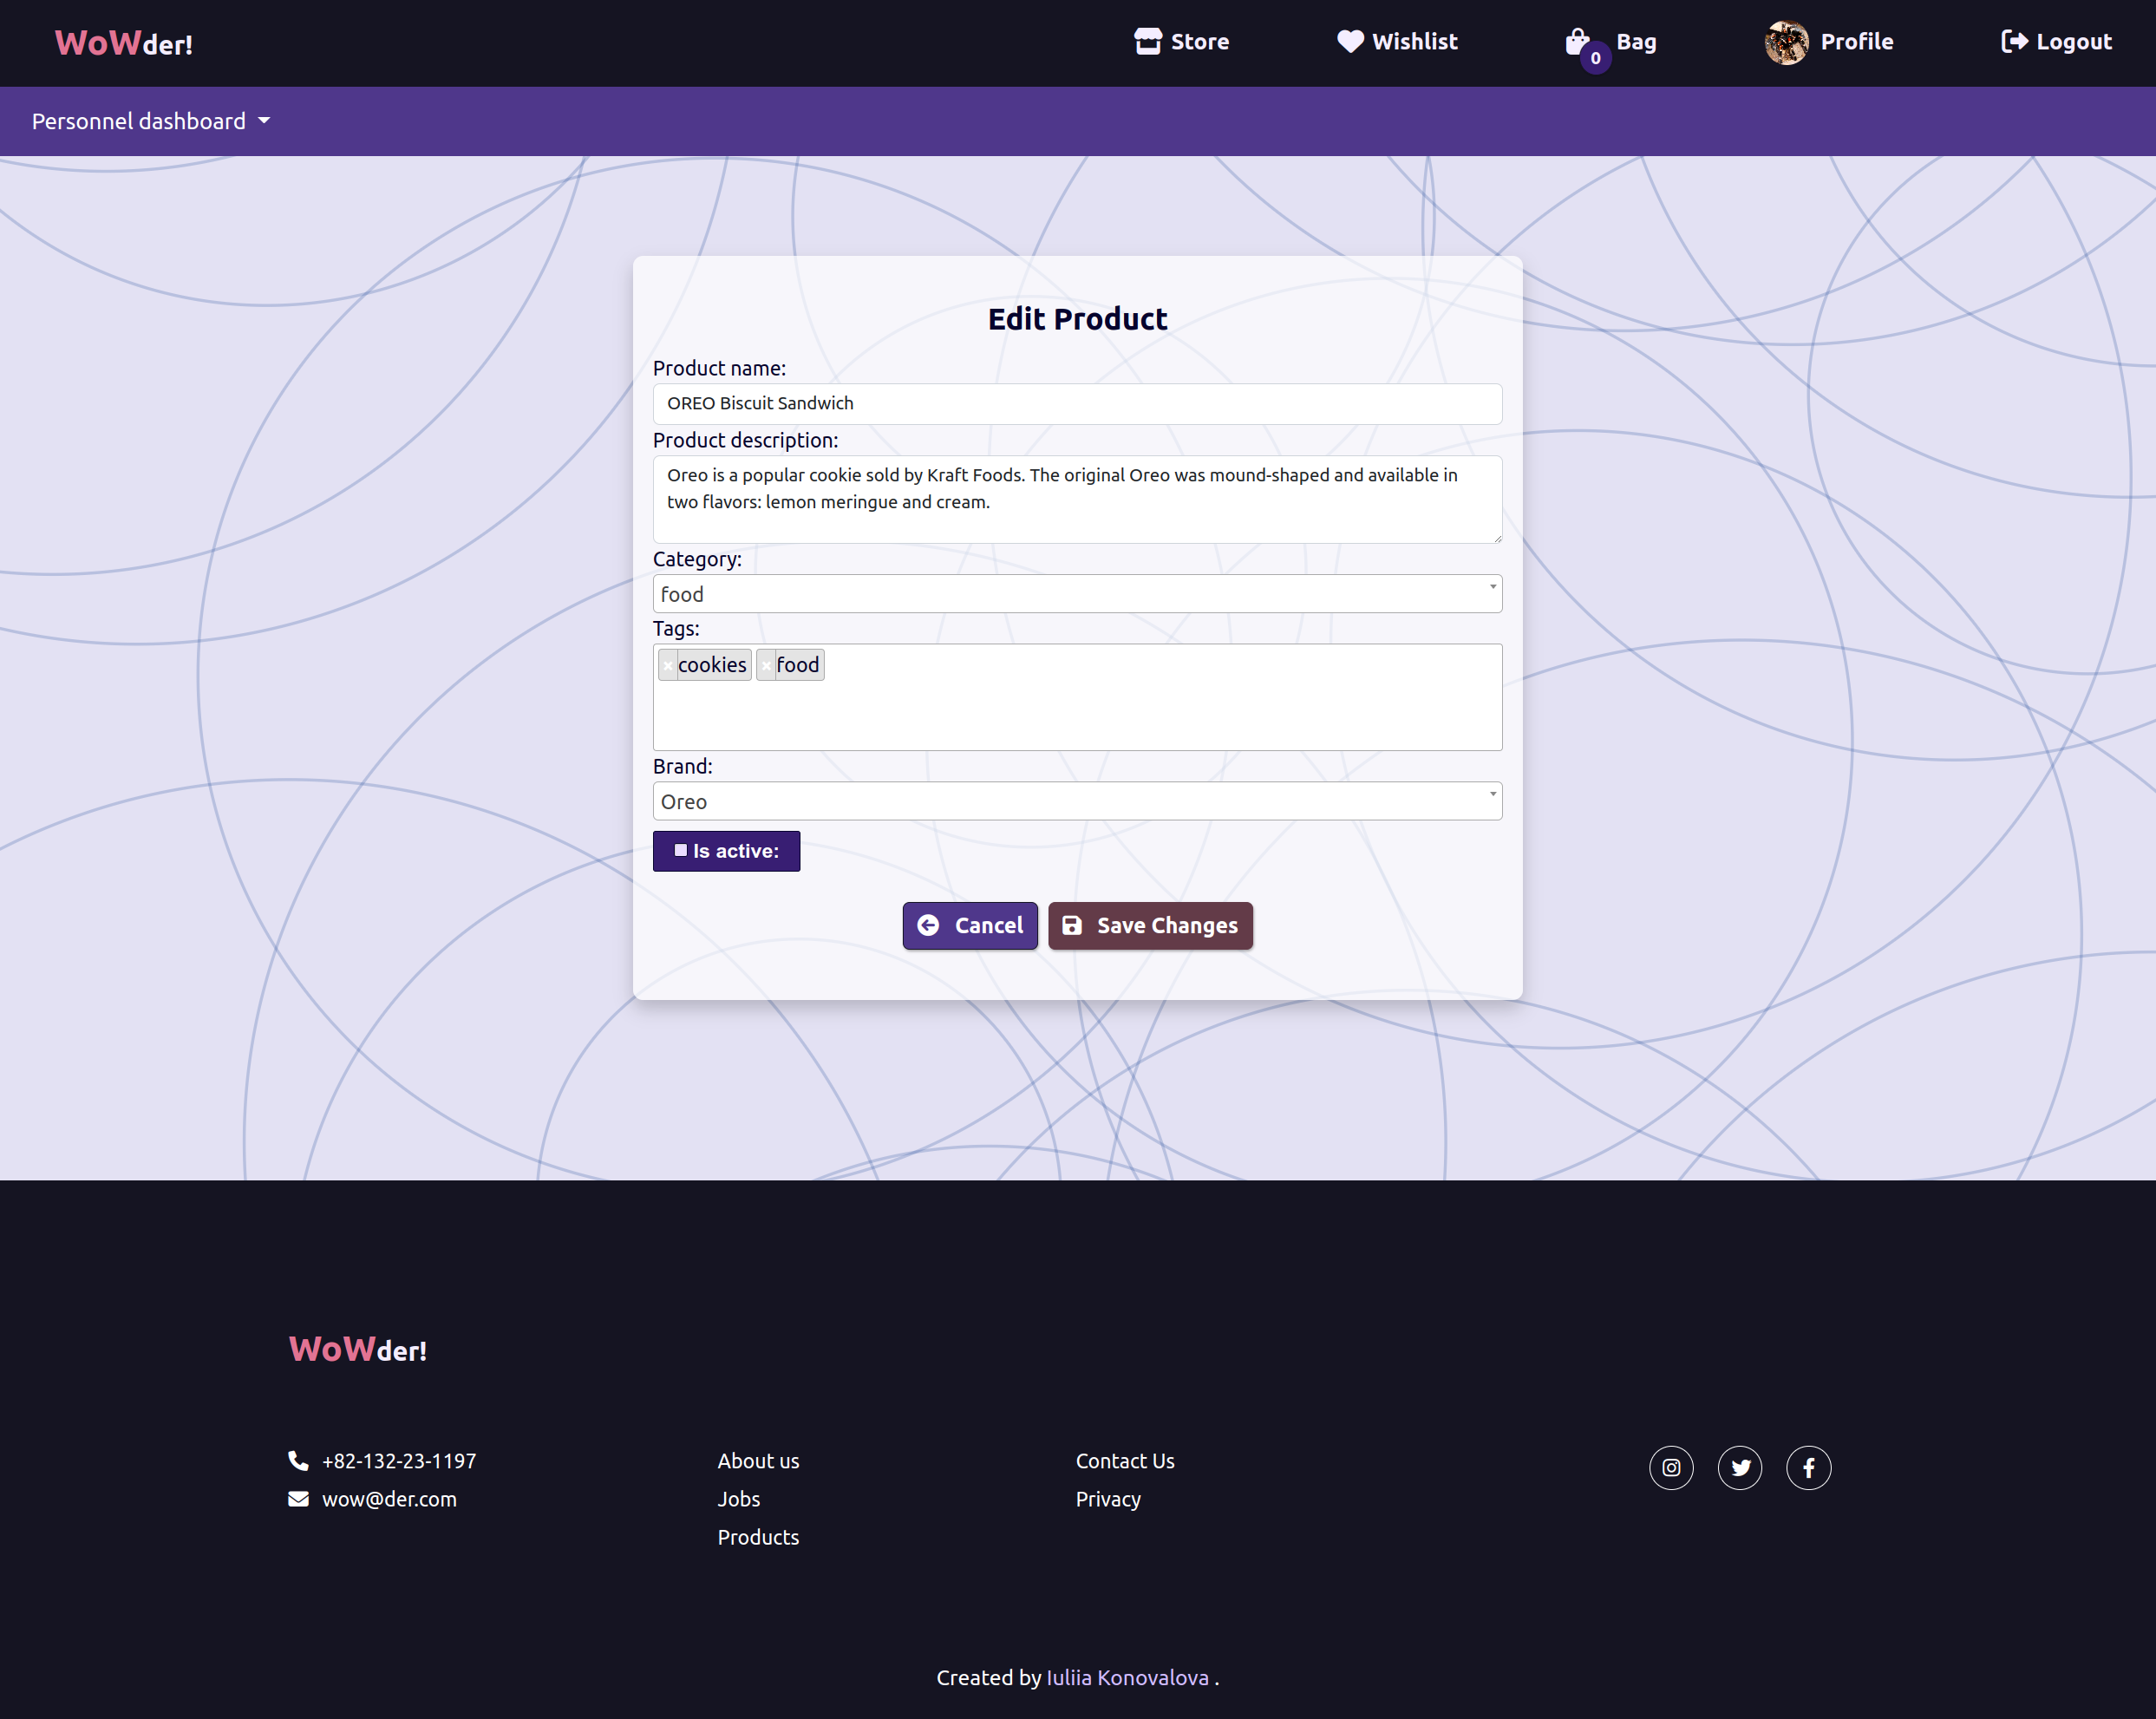 WoWder!
Store
Wishlist
0
Bag
Profile
Logout
Personnel dashboard
Edit Product
Product name:
OREO Biscuit Sandwich
Product description:
Oreo is a popular cookie sold by Kraft Foods. The original Oreo was mound-shaped and available in
two flavors: lemon meringue and cream.
Category:
food
Tags:
×cookies ×food
Brand:
Oreo
Is active:
Cancel
Save Changes
WoWder!
+82-132-23-1197
wow@der.com
About us
Jobs
Products
Contact Us
Privacy
Created by Iuliia Konovalova .